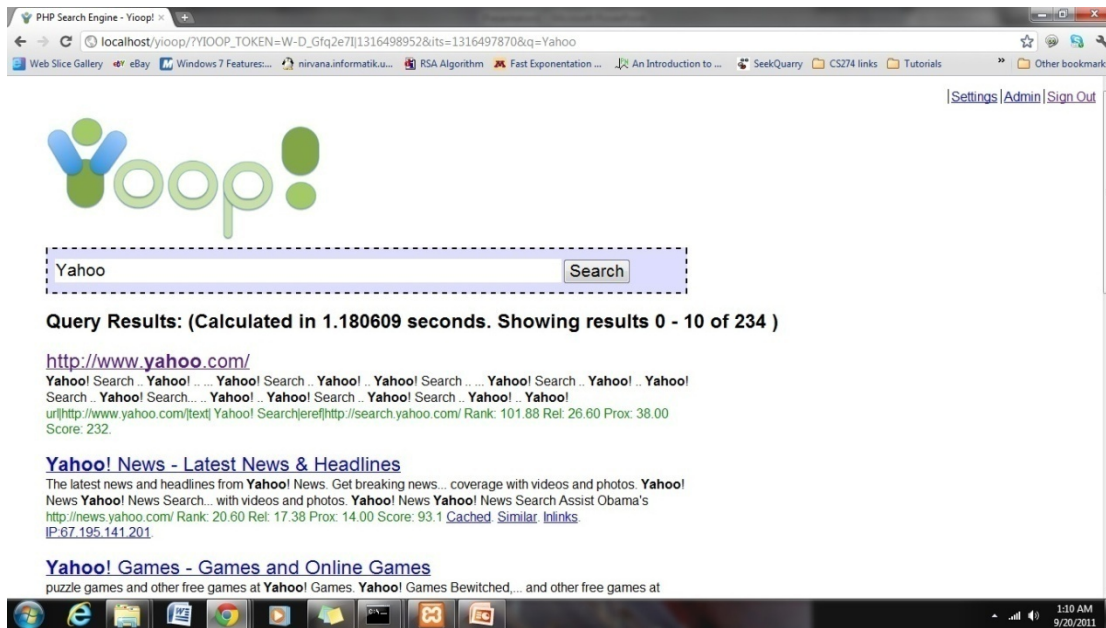 PHP Search Engine - Yioop!
localhost/yioop/?YIOOP_TOKEN=W-D_Gfq2e7I|1316498952&its=1316497870&q=Yahoo
Web Slice Gallery eBay Windows 7 Features:... nirvana.informatik.u... RSA Algorithm Fast Exponentation ... An Introduction to ... SeekQuarry CS274 links Tutorials » Other bookmark
|Settings|Admin|Sign Out
Yioop!
Yahoo Search
Query Results: (Calculated in 1.180609 seconds. Showing results 0 - 10 of 234 )
http://www.yahoo.com/
Yahoo! Search .. Yahoo! .. ... Yahoo! Search .. Yahoo! .. Yahoo! Search .. ... Yahoo! Search .. Yahoo! .. Yahoo!
Search .. Yahoo! Search... .. Yahoo! .. Yahoo! Search .. Yahoo! Search .. Yahoo! .. Yahoo!
url|http://www.yahoo.com/|text| Yahoo! Search|eref|http://search.yahoo.com/ Rank: 101.88 Rel: 26.60 Prox: 38.00
Score: 232.
Yahoo! News - Latest News & Headlines
The latest news and headlines from Yahoo! News. Get breaking news... coverage with videos and photos. Yahoo!
News Yahoo! News Search... with videos and photos. Yahoo! News Yahoo! News Search Assist Obama's
http://news.yahoo.com/ Rank: 20.60 Rel: 17.38 Prox: 14.00 Score: 93.1 Cached. Similar. Inlinks.
IP:67.195.141.201.
Yahoo! Games - Games and Online Games
puzzle games and other free games at Yahoo! Games. Yahoo! Games Bewitched,... and other free games at
1:10 AM
9/20/2011